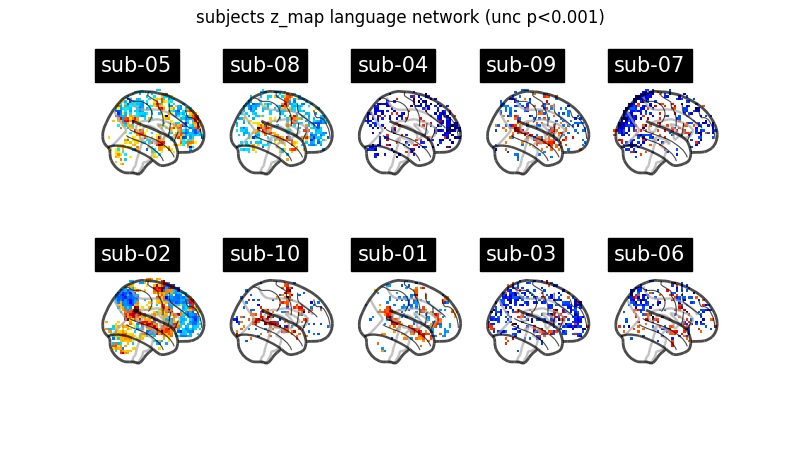 subjects z_map language network (unc p<0.001)
sub-05 sub-08 sub-04 sub-09 sub-07
sub-02 sub-10 sub-01 sub-03 sub-06